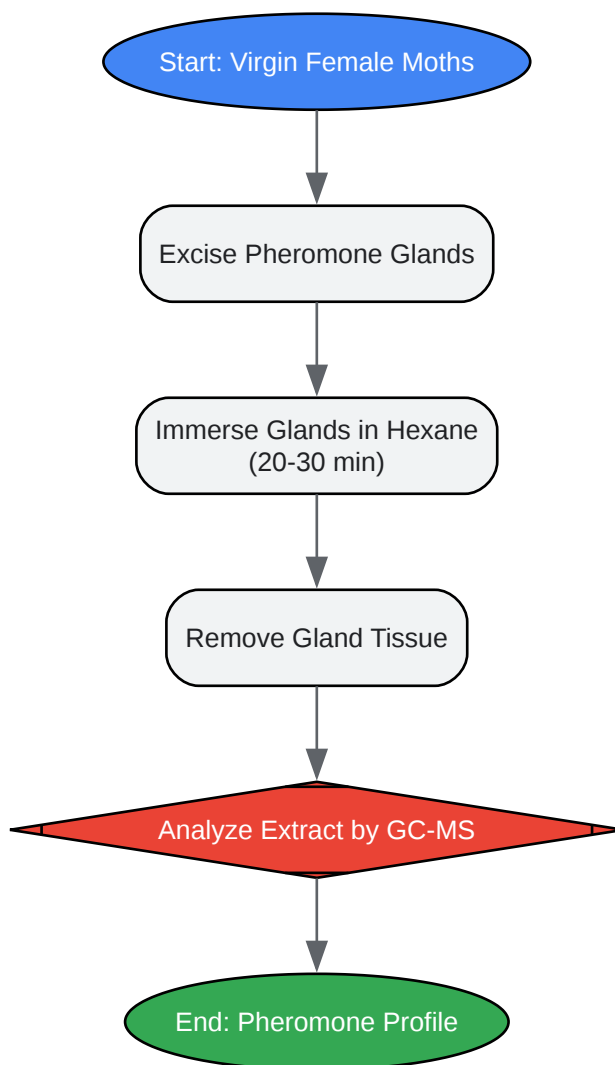 Start: Virgin Female Moths
Excise Pheromone Glands
Immerse Glands in Hexane
(20-30 min)
Remove Gland Tissue
Analyze Extract by GC-MS
End: Pheromone Profile